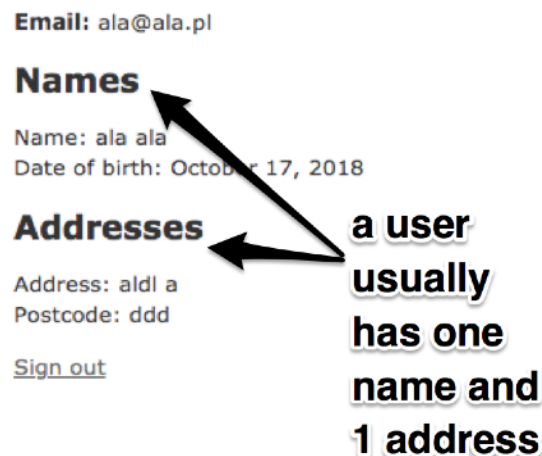 Email: ala@ala.pl
Names
Name: ala ala
Date of birth: October 17, 2018
Addresses
Address: aldl a
Postcode: ddd
Sign out
a user
usually
has one
name and
1 address